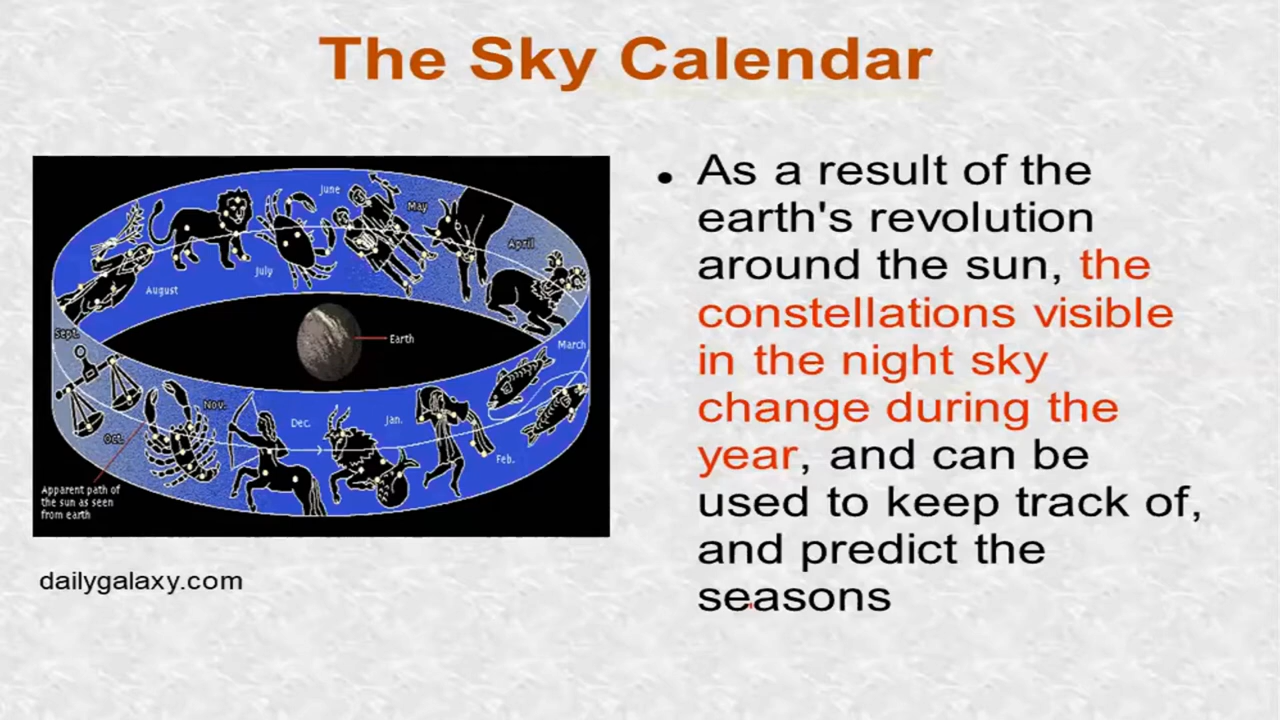 The Sky Calendar
June
May
April
July
August
Sept.
Earth
March
Nov.
Dec.
Jan.
Oct.
Feb.
Apparent path of
the sun as seen
from earth
dailygalaxy.com
• As a result of the
earth's revolution
around the sun, the
constellations visible
in the night sky
change during the
year, and can be
used to keep track of,
and predict the
seasons